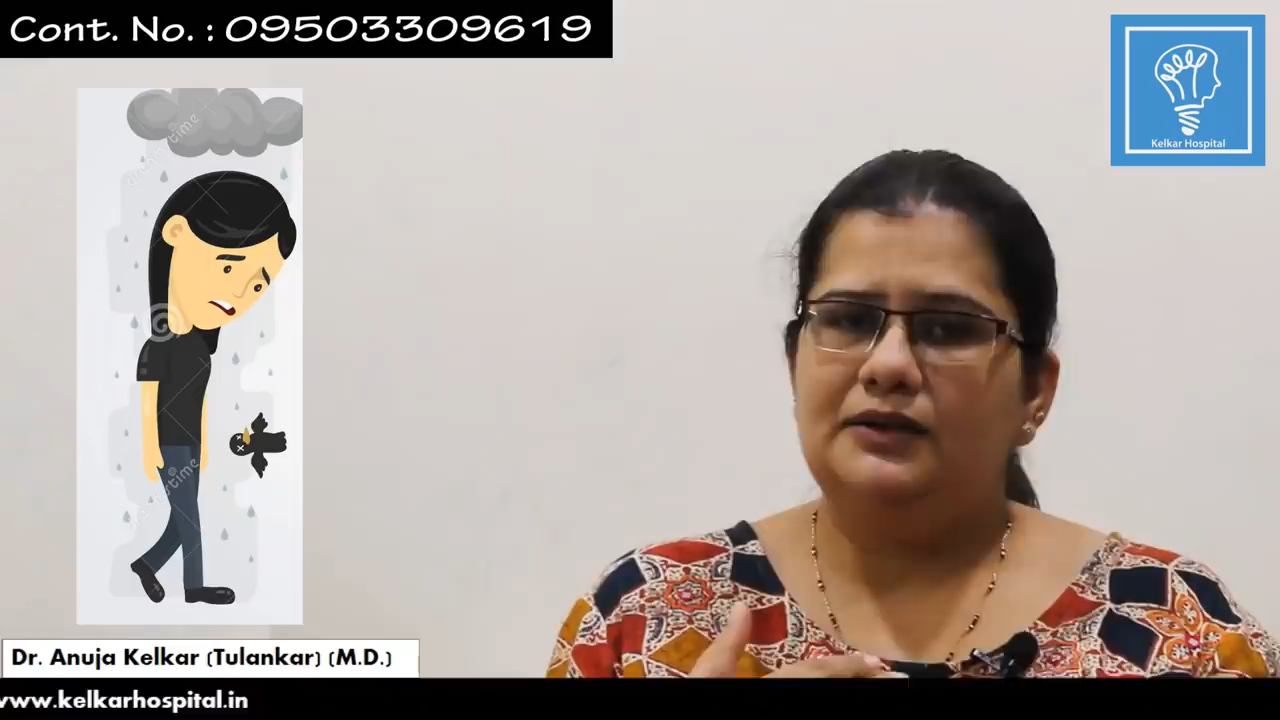 Cont. No. : 09503309619
Kelkar Hospital
Dr. Anuja Kelkar (Tulankar) (M.D.)
www.kelkarhospital.in